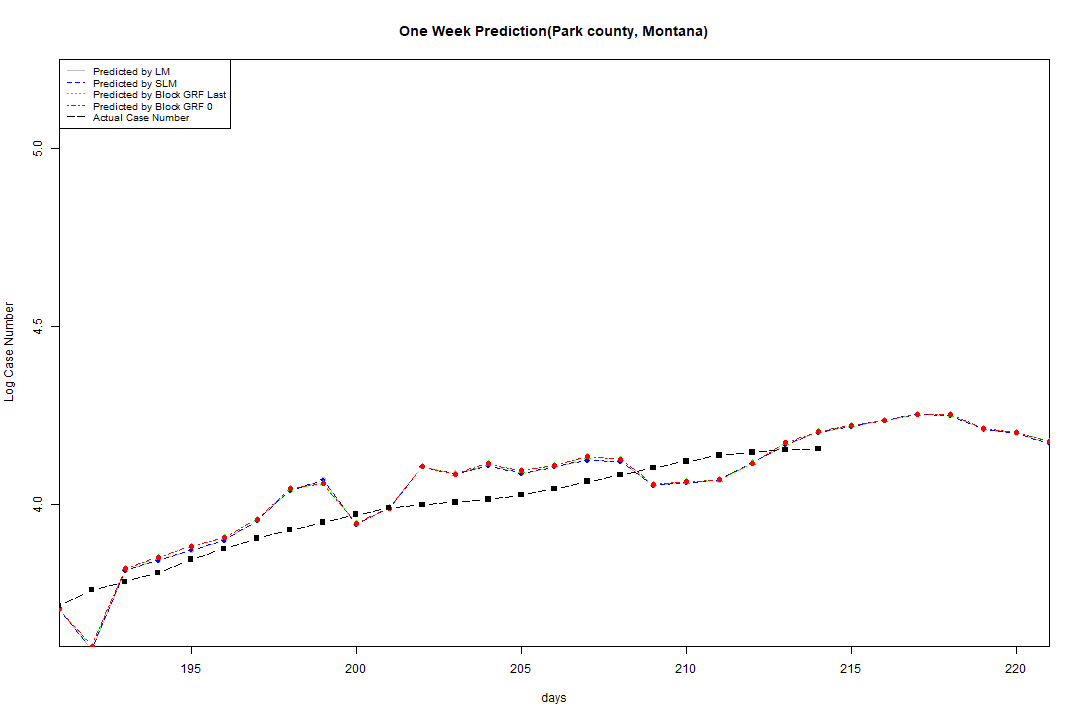 One Week Prediction(Park county, Montana)
Predicted by LM
Predicted by SLM
Predicted by Block GRF Last
Predicted by Block GRF 0
Actual Case Number
5.0
4.5
4.0
Log Case Number
195 200 205 210 215 220
days